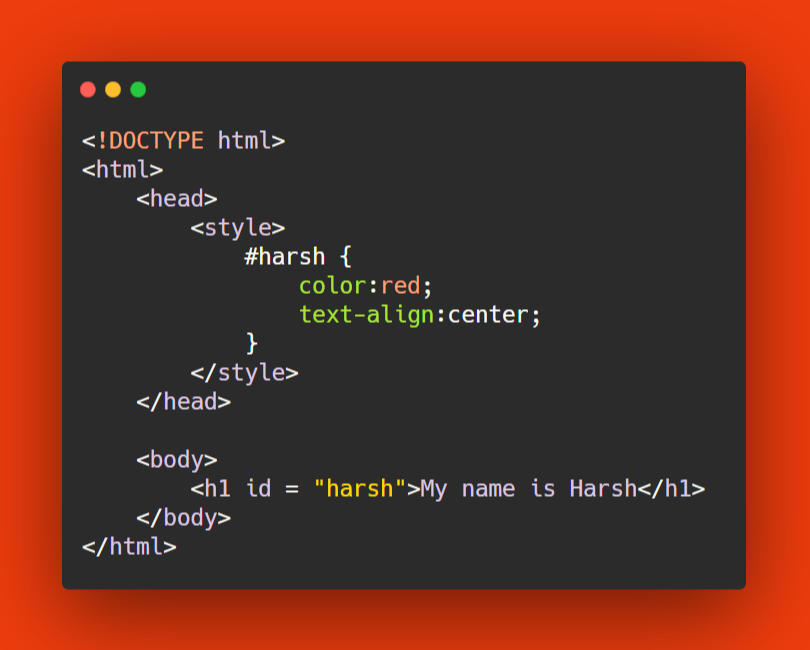 <!DOCTYPE html>
<html>
    <head>
        <style>
            #harsh {
                color:red;
                text-align:center;
            }
        </style>
    </head>

    <body>
        <h1 id = "harsh">My name is Harsh</h1>
    </body>
</html>